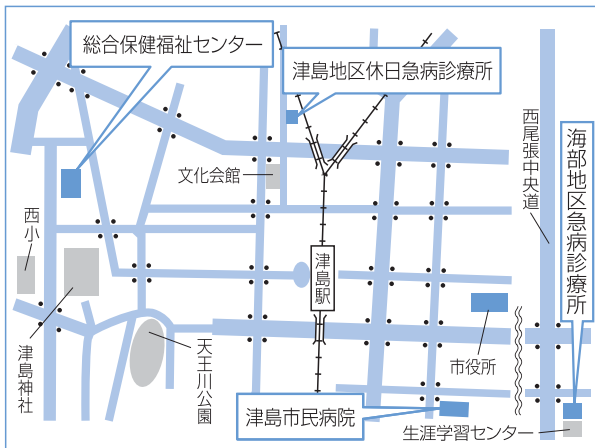 総合保健福祉センター
津島地区休日急病診療所
西尾張中央道
海部地区急病診療所
文化会館
西小
津島駅
津島神社
天王川公園
市役所
津島市民病院
生涯学習センター